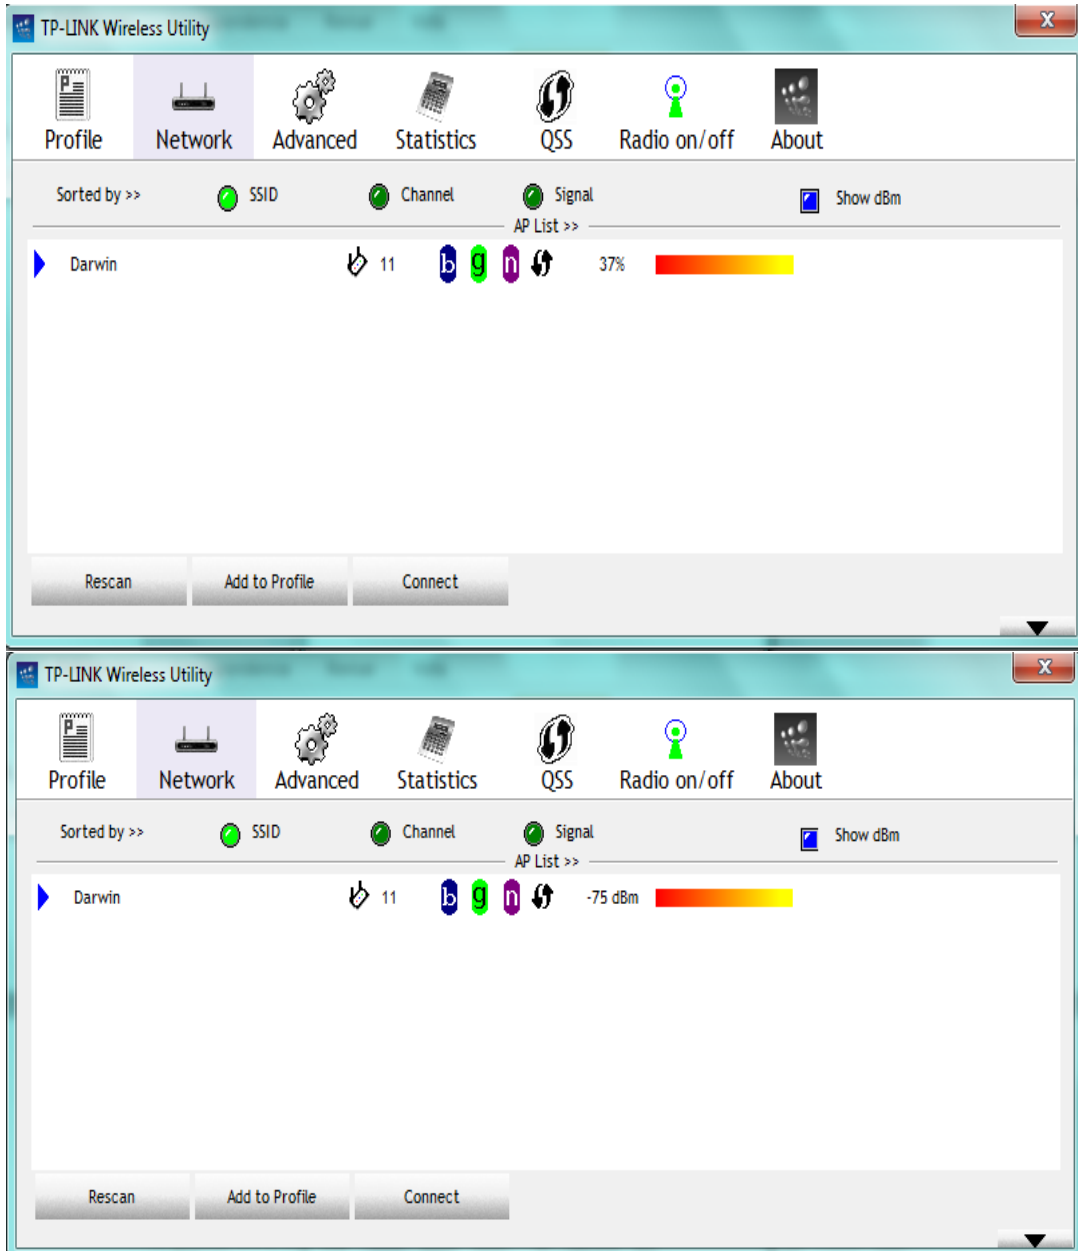 TP-LINK Wireless Utility
X
Profile Network Advanced Statistics QSS Radio on/off About
Sorted by >> SSID Channel Signal Show dBm
AP List >>
Darwin 11 b g n 37%
Rescan Add to Profile Connect
TP-LINK Wireless Utility
X
Profile Network Advanced Statistics QSS Radio on/off About
Sorted by >> SSID Channel Signal Show dBm
AP List >>
Darwin 11 b g n -75 dBm
Rescan Add to Profile Connect